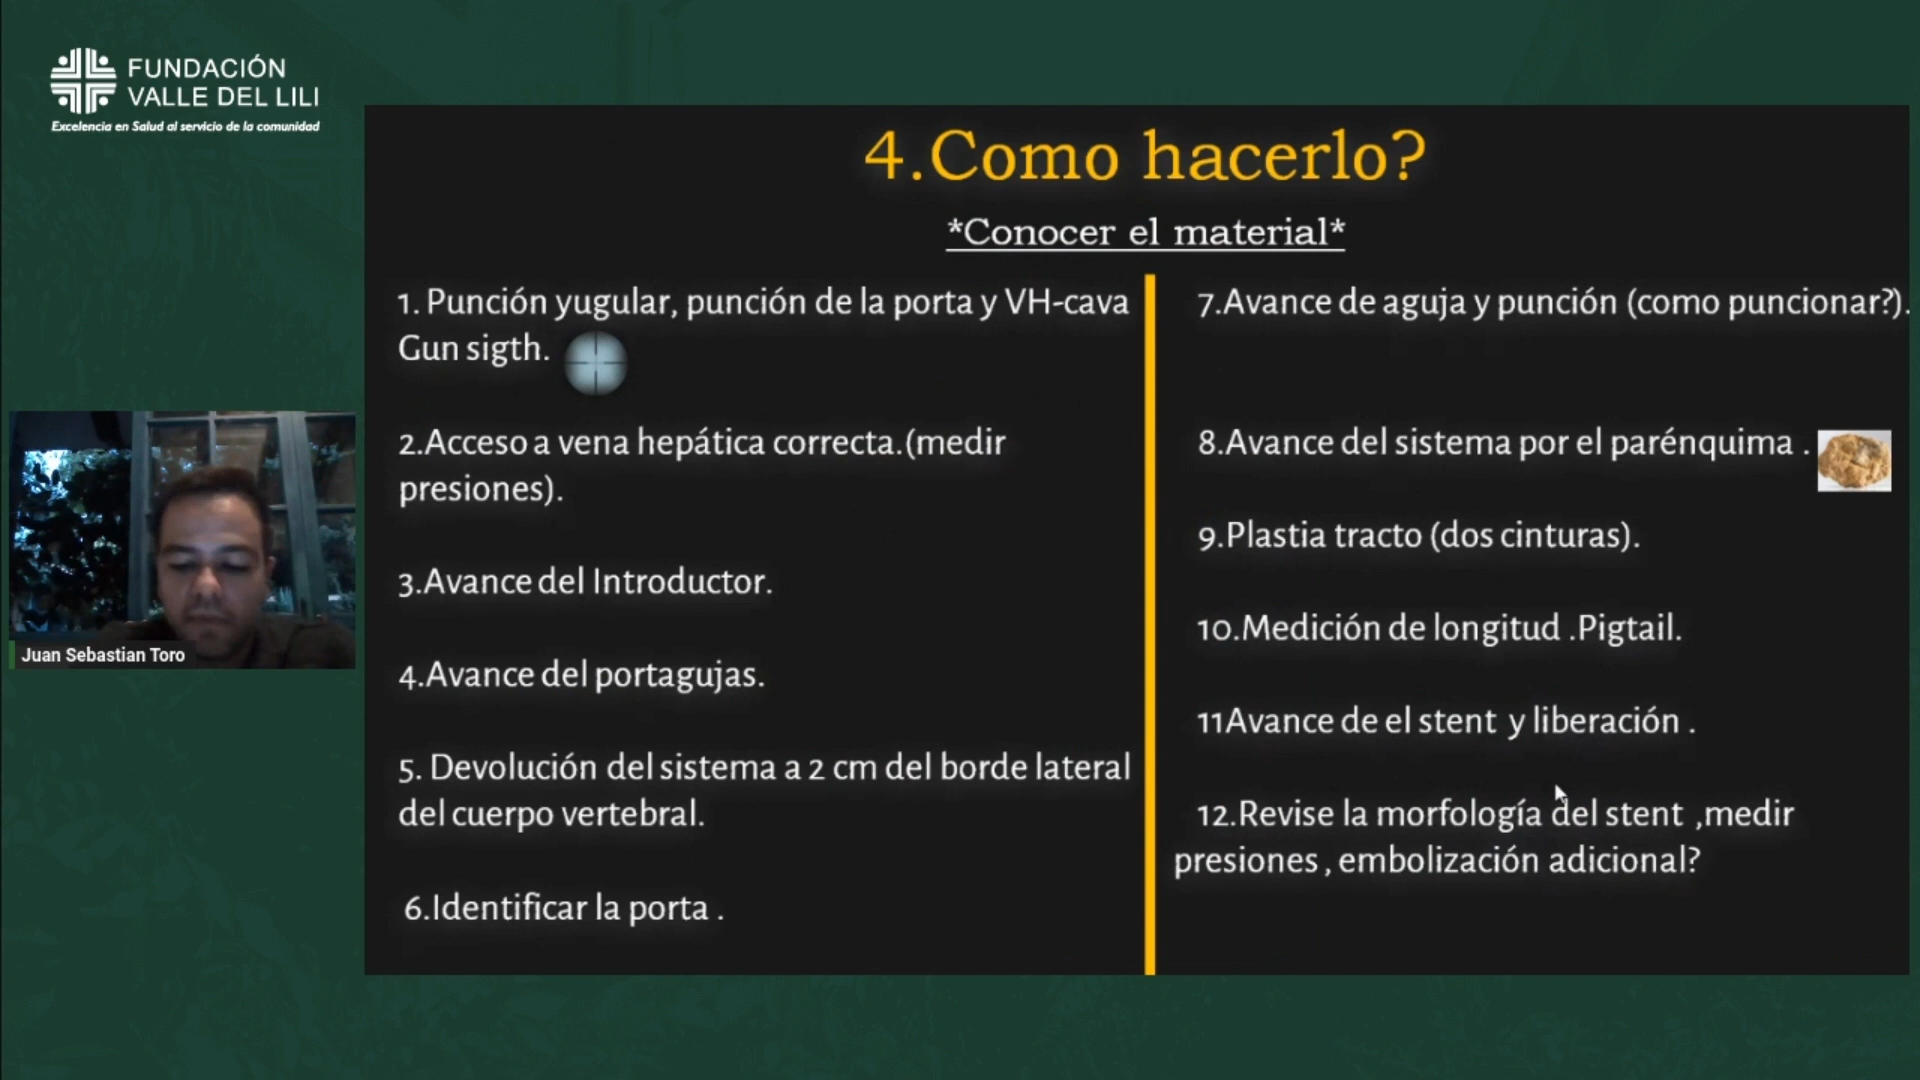 FUNDACIÓN
VALLE DEL LILI
Excelencia en Salud al servicio de la comunidad
4.Como hacerlo?
*Conocer el material*
1. Punción yugular, punción de la porta y VH-cava
Gun sigth.
2.Acceso a vena hepática correcta.(medir
presiones).
3.Avance del Introductor.
4.Avance del portagujas.
5. Devolución del sistema a 2 cm del borde lateral
del cuerpo vertebral.
6.Identificar la porta .
7.Avance de aguja y punción (como puncionar?).
8.Avance del sistema por el parénquima .
9.Plastia tracto (dos cinturas).
10.Medición de longitud .Pigtail.
11Avance de el stent y liberación .
12.Revise la morfología del stent ,medir
presiones , embolización adicional?
Juan Sebastian Toro